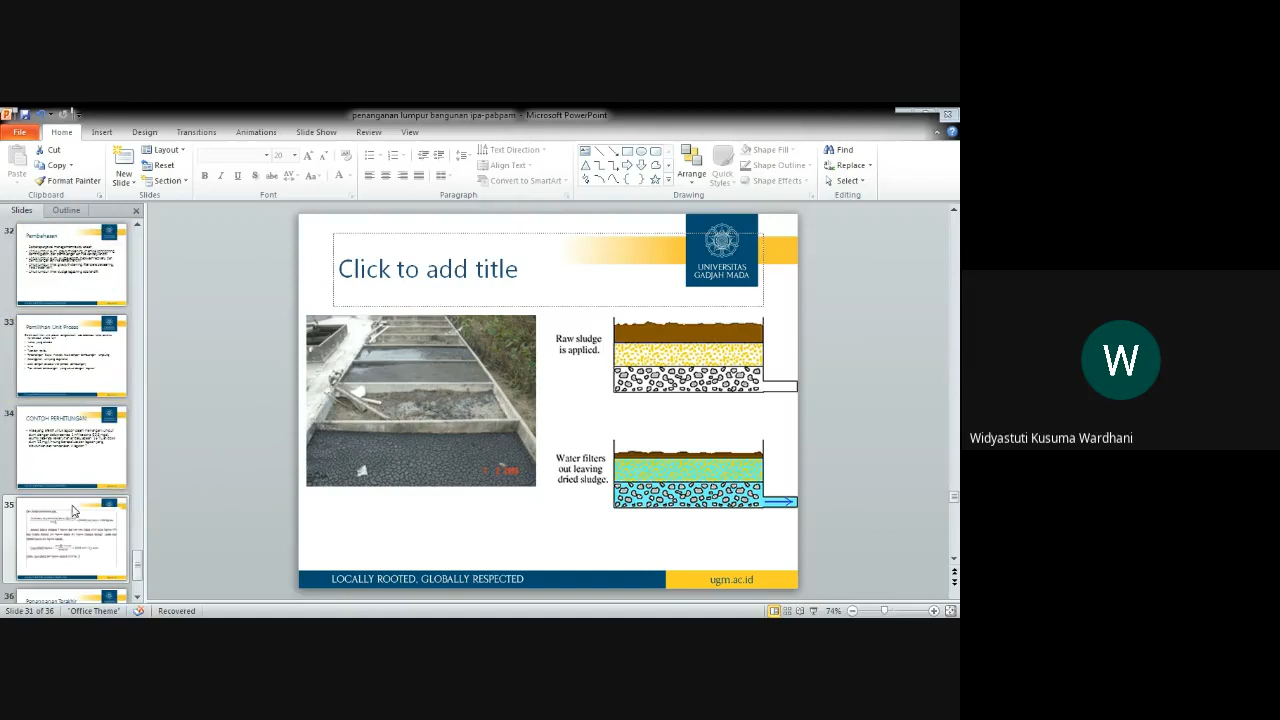 penanganan lumpur bangunan ipa-pabpam - Microsoft PowerPoint
File Home Insert Design Transitions Animations Slide Show Review View
Paste
Cut
Copy
Format Painter
Clipboard
New Slide
Layout
Reset
Section
Slides
20
Font
Text Direction
Align Text
Convert to SmartArt
Paragraph
Arrange
Quick Styles
Shape Fill
Shape Outline
Shape Effects
Drawing
Find
Replace
Select
Editing
Slides Outline
32
Pembahasan
33
Pemilihan Unit Proses
34
CONTOH PERHITUNGAN
35
36
Penanganan Terakhir
Click to add title
UNIVERSITAS
GADJAH MADA
Raw sludge
is applied.
Water filters
out leaving
dried sludge.
LOCALLY ROOTED, GLOBALLY RESPECTED
ugm.ac.id
Slide 31 of 36 "Office Theme" Recovered 74%
W
Widyastuti Kusuma Wardhani